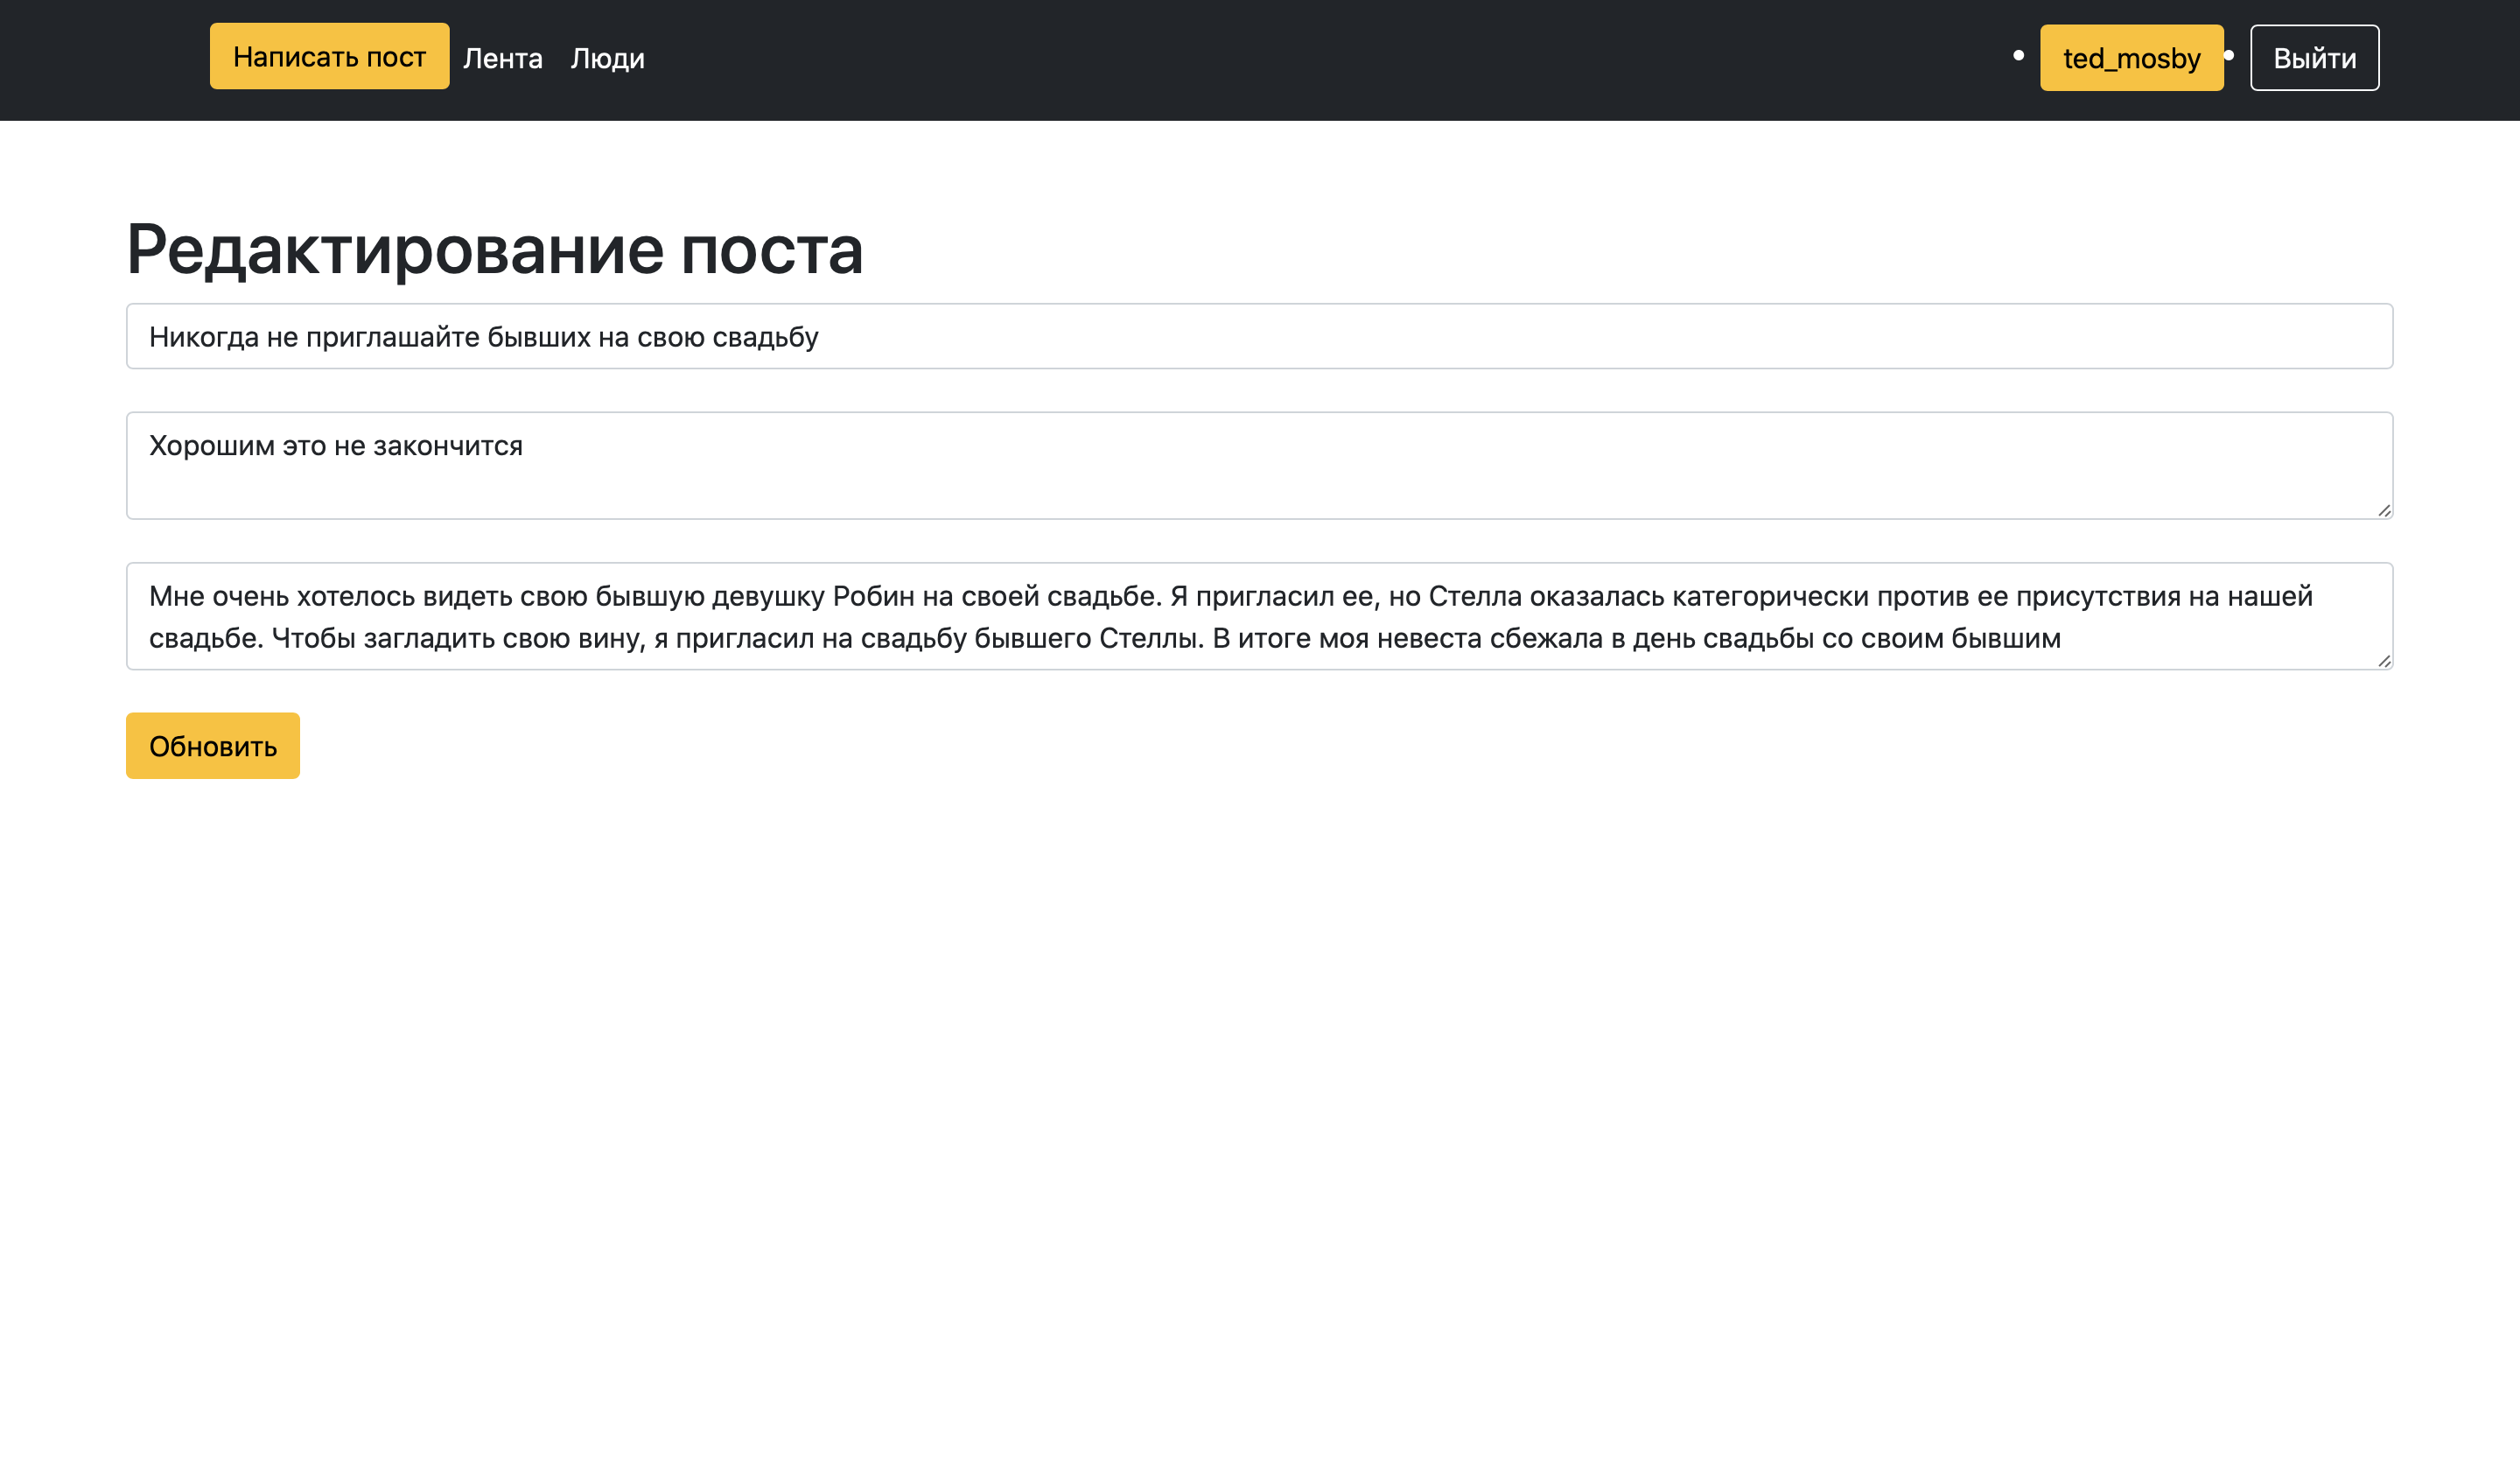 Написать пост Лента Люди ted_mosby Выйти
Редактирование поста
Никогда не приглашайте бывших на свою свадьбу
Хорошим это не закончится
Мне очень хотелось видеть свою бывшую девушку Робин на своей свадьбе. Я пригласил ее, но Стелла оказалась категорически против ее присутствия на нашей
свадьбе. Чтобы загладить свою вину, я пригласил на свадьбу бывшего Стеллы. В итоге моя невеста сбежала в день свадьбы со своим бывшим
Обновить